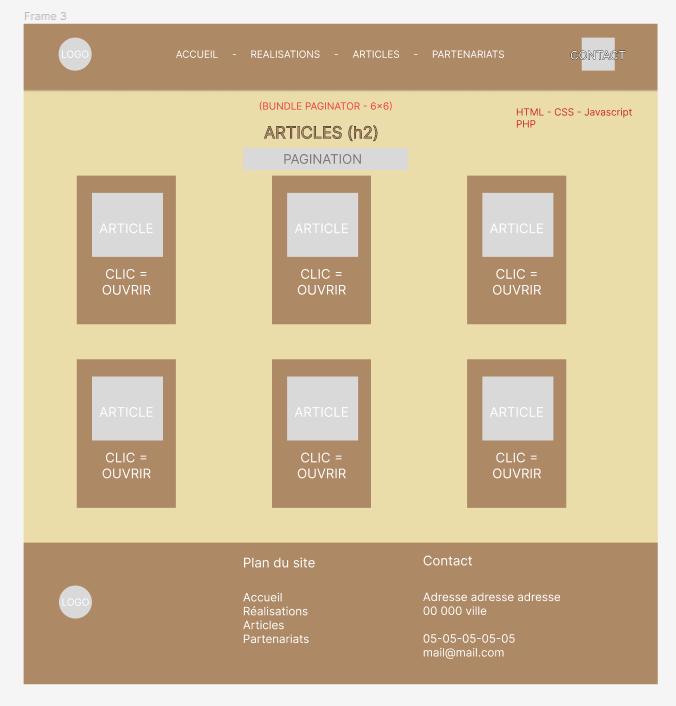 Frame 3
LOGO
ACCUEIL - REALISATIONS - ARTICLES - PARTENARIATS
CONTACT
(BUNDLE PAGINATOR - 6x6)
HTML - CSS - Javascript
PHP
ARTICLES (h2)
PAGINATION
ARTICLE
CLIC =
OUVRIR
ARTICLE
CLIC =
OUVRIR
ARTICLE
CLIC =
OUVRIR
ARTICLE
CLIC =
OUVRIR
ARTICLE
CLIC =
OUVRIR
ARTICLE
CLIC =
OUVRIR
LOGO
Plan du site
Accueil
Réalisations
Articles
Partenariats
Contact
Adresse adresse adresse
00 000 ville
05-05-05-05-05
mail@mail.com